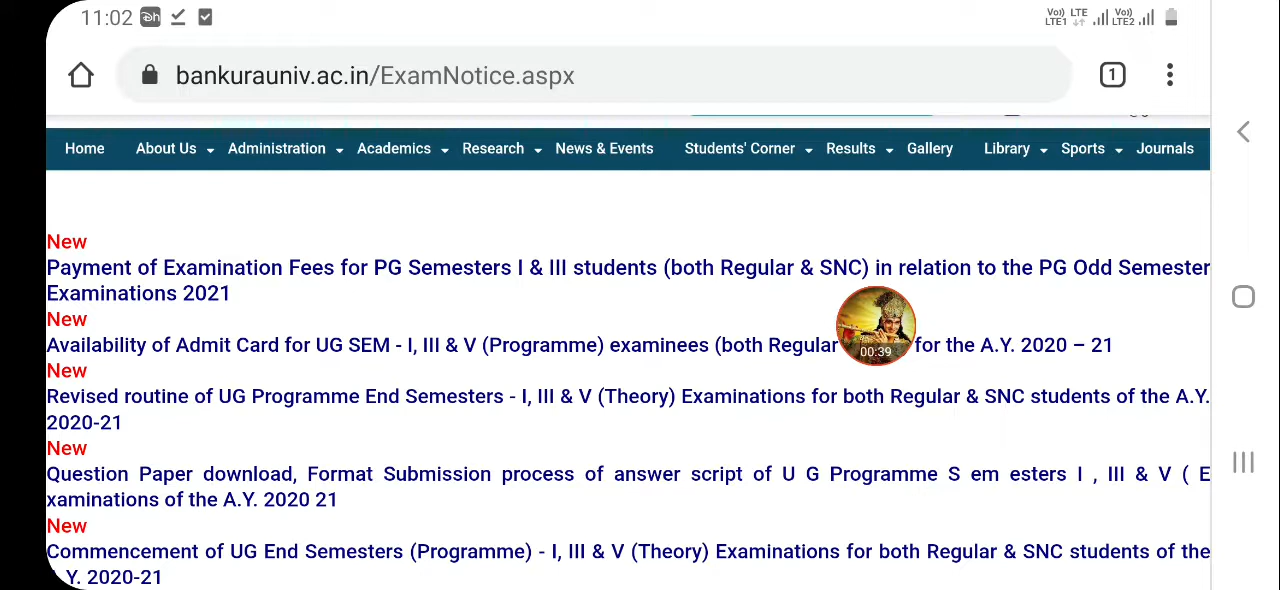 11:02
Vo)) LTE1 LTE Vo)) LTE2
bankurauniv.ac.in/ExamNotice.aspx
1
Home About Us Administration Academics Research News & Events Students' Corner Results Gallery Library Sports Journals
New
Payment of Examination Fees for PG Semesters I & III students (both Regular & SNC) in relation to the PG Odd Semester
Examinations 2021
New
Availability of Admit Card for UG SEM - I, III & V (Programme) examinees (both Regular for the A.Y. 2020 – 21
00:39
New
Revised routine of UG Programme End Semesters - I, III & V (Theory) Examinations for both Regular & SNC students of the A.Y.
2020-21
New
Question Paper download, Format Submission process of answer script of U G Programme S em esters I , III & V ( E
xaminations of the A.Y. 2020 21
New
Commencement of UG End Semesters (Programme) - I, III & V (Theory) Examinations for both Regular & SNC students of the
.Y. 2020-21